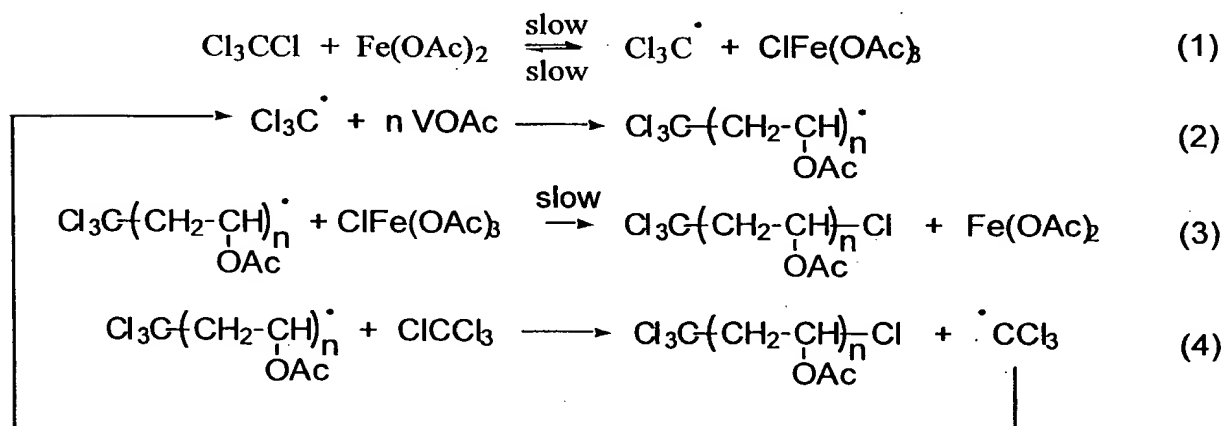 slow
Cl₃CCl + Fe(OAc)₂ ⇌ Cl₃C• + ClFe(OAc)₃ (1)
slow
Cl₃C• + n VOAc → Cl₃C-(CH₂-CH)ₙ• (2)
OAc
slow
Cl₃C-(CH₂-CH)ₙ• + ClFe(OAc)₃ → Cl₃C-(CH₂-CH)ₙ-Cl + Fe(OAc)₂ (3)
OAc OAc
Cl₃C-(CH₂-CH)ₙ• + ClCCl₃ → Cl₃C-(CH₂-CH)ₙ-Cl + •CCl₃ (4)
OAc OAc